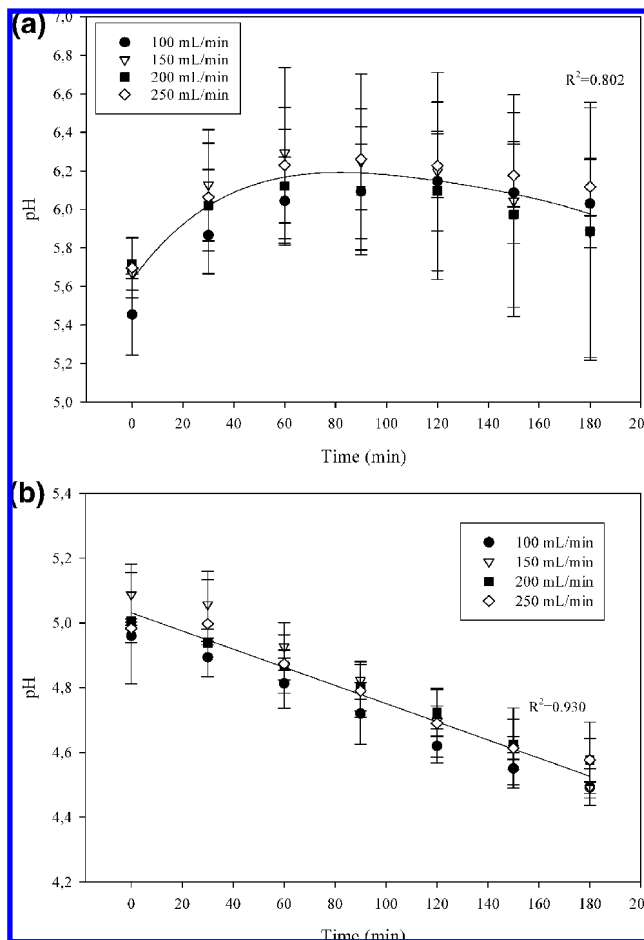 (a)
7,0
100 mL/min
150 mL/min
200 mL/min
250 mL/min
R²=0.802
6,8
6,6
6,4
6,2
6,0
5,8
5,6
5,4
5,2
5,0
pH
0 20 40 60 80 100 120 140 160 180 20
Time (min)
(b)
5,4
100 mL/min
150 mL/min
200 mL/min
250 mL/min
5,2
5,0
4,8
4,6
4,4
4,2
pH
R²=0.930
0 20 40 60 80 100 120 140 160 180 20
Time (min)